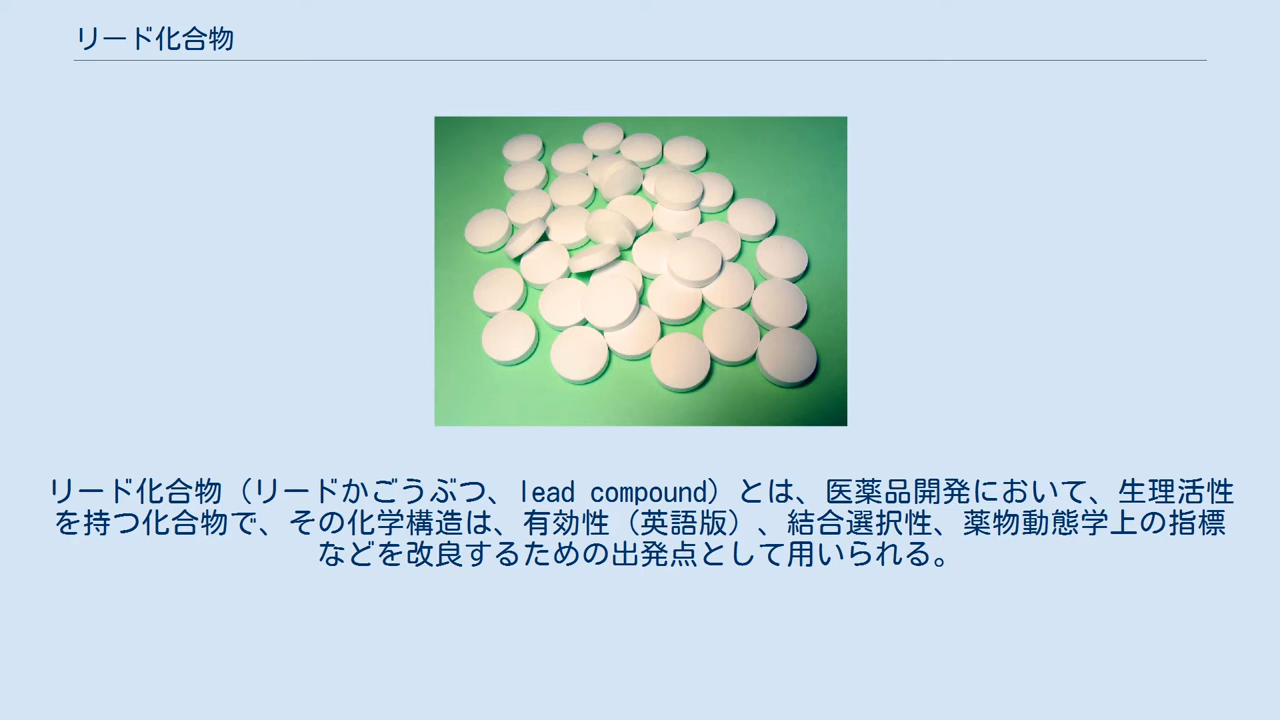 リード化合物
リード化合物（リードかごうぶつ、lead compound）とは、医薬品開発において、生理活性
を持つ化合物で、その化学構造は、有効性（英語版）、結合選択性、薬物動態学上の指標
などを改良するための出発点として用いられる。